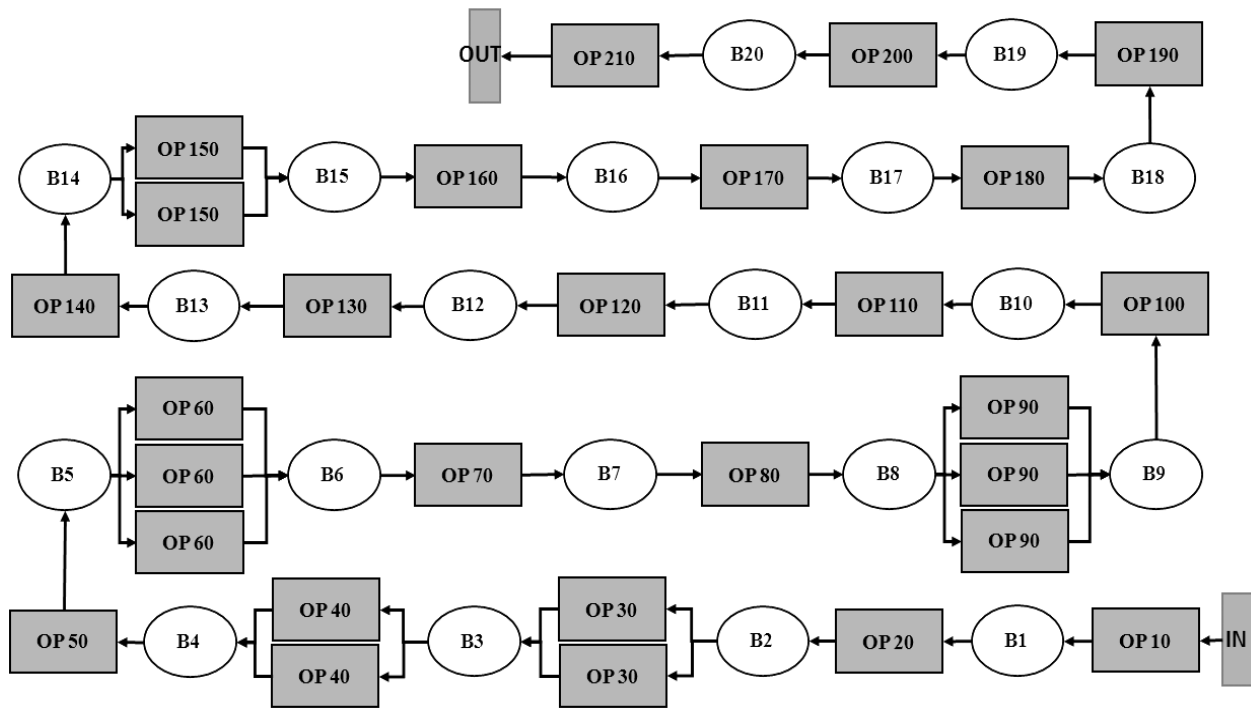 OUT
OP 210
B20
OP 200
B19
OP 190
B14
OP 150
OP 150
B15
OP 160
B16
OP 170
B17
OP 180
B18
OP 140
B13
OP 130
B12
OP 120
B11
OP 110
B10
OP 100
B5
OP 60
OP 60
OP 60
B6
OP 70
B7
OP 80
B8
OP 90
OP 90
OP 90
B9
OP 50
B4
OP 40
OP 40
B3
OP 30
OP 30
B2
OP 20
B1
OP 10
IN